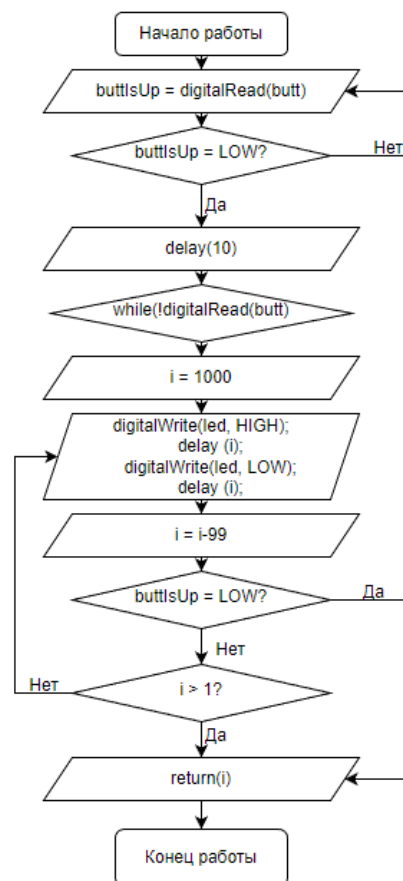 Начало работы
buttIsUp = digitalRead(butt)
buttIsUp = LOW?
Нет
Да
delay(10)
while(!digitalRead(butt)
i = 1000
digitalWrite(led, HIGH);
delay (i);
digitalWrite(led, LOW);
delay (i);
i = i-99
buttIsUp = LOW?
Да
Нет
Нет
i > 1?
Да
return(i)
Конец работы